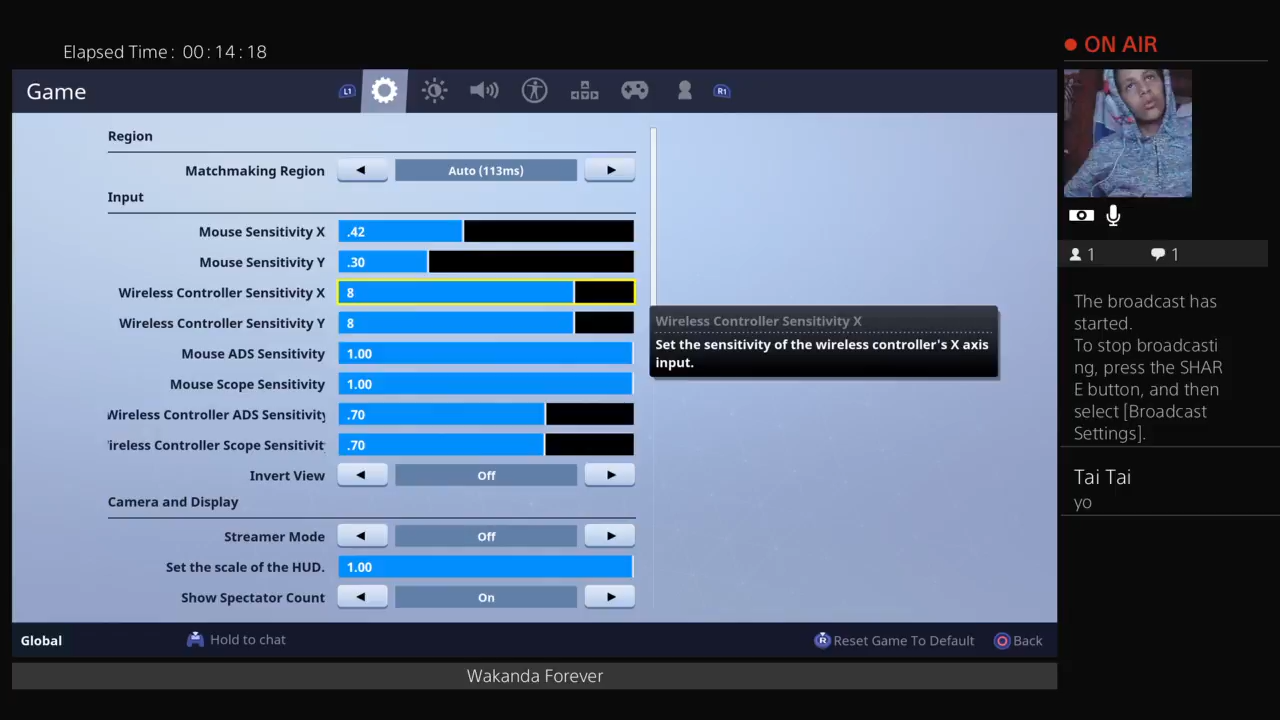 Elapsed Time: 00:14:18
ON AIR
Game
L1
R1
Region
Matchmaking Region
Auto (113ms)
Input
Mouse Sensitivity X
.42
Mouse Sensitivity Y
.30
Wireless Controller Sensitivity X
8
Wireless Controller Sensitivity Y
8
Mouse ADS Sensitivity
1.00
Mouse Scope Sensitivity
1.00
Wireless Controller ADS Sensitivity
.70
ireless Controller Scope Sensitivit
.70
Invert View
Off
Camera and Display
Streamer Mode
Off
Set the scale of the HUD.
1.00
Show Spectator Count
On
Wireless Controller Sensitivity X
Set the sensitivity of the wireless controller's X axis
input.
Global
Hold to chat
R
Reset Game To Default
Back
Wakanda Forever
1
1
The broadcast has
started.
To stop broadcasti
ng, press the SHAR
E button, and then
select [Broadcast
Settings].
Tai Tai
yo